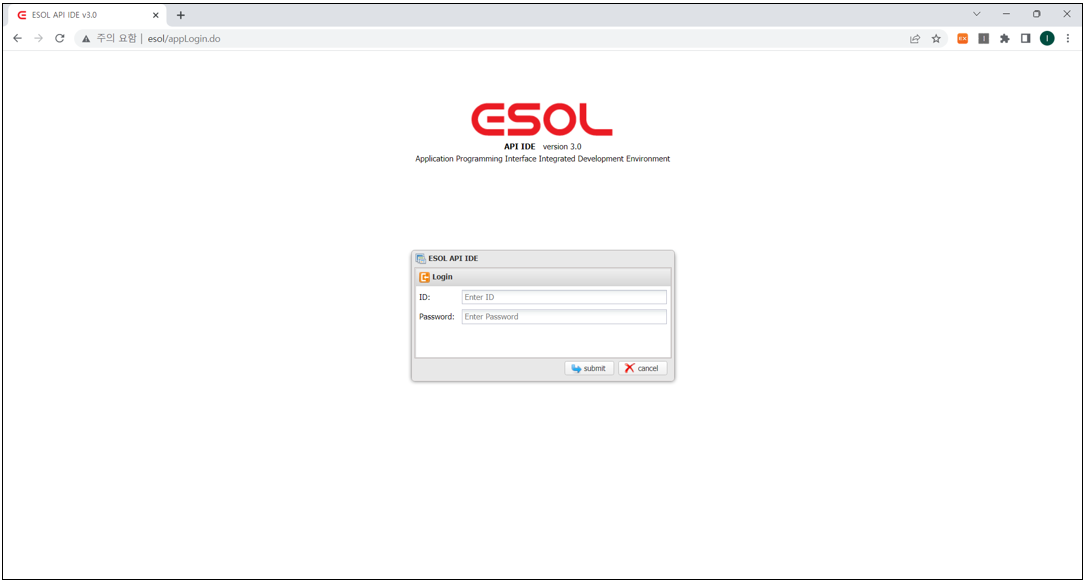 ESOL API IDE v3.0
주의 요함 | esol/appLogin.do
EX
I
I
ESOL
API IDE version 3.0
Application Programming Interface Integrated Development Environment
ESOL API IDE
Login
ID: Enter ID
Password: Enter Password
submit cancel